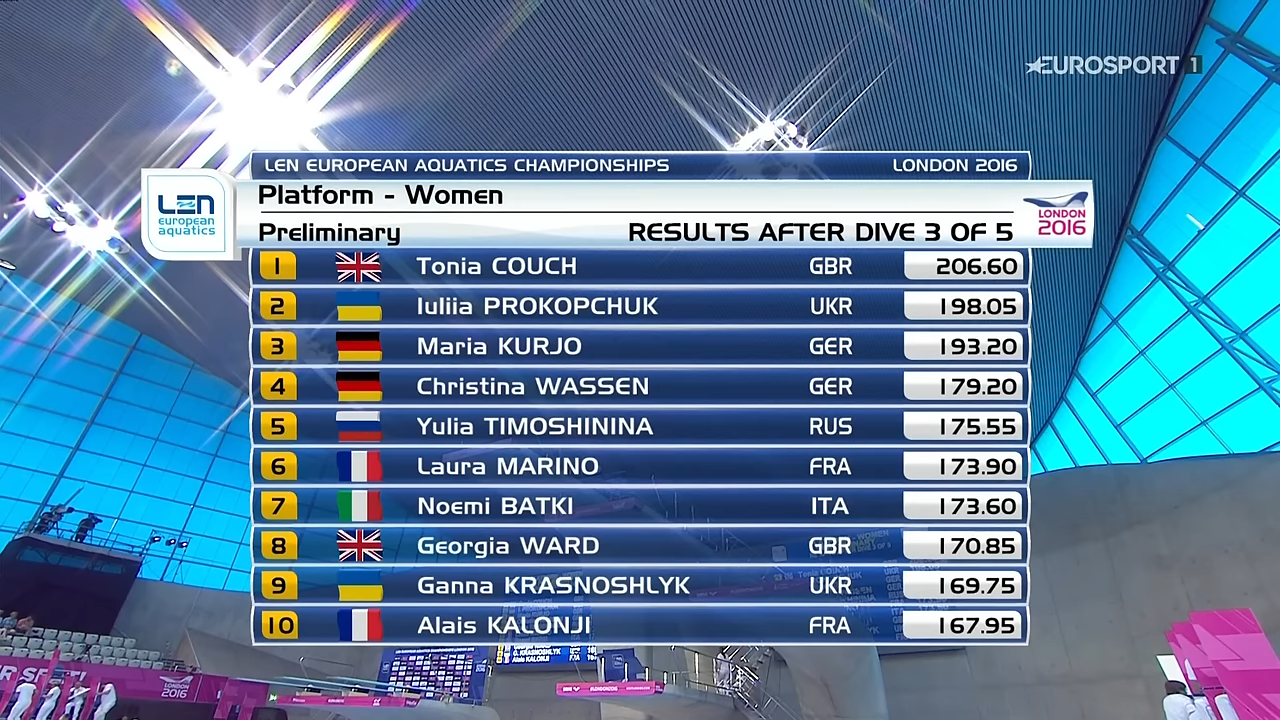 EUROSPORT 1
LEN EUROPEAN AQUATICS CHAMPIONSHIPS LONDON 2016
LEN
european
aquatics
Platform - Women
LONDON
2016
Preliminary RESULTS AFTER DIVE 3 OF 5
1 Tonia COUCH GBR 206.60
2 Iuliia PROKOPCHUK UKR 198.05
3 Maria KURJO GER 193.20
4 Christina WASSEN GER 179.20
5 Yulia TIMOSHININA RUS 175.55
6 Laura MARINO FRA 173.90
7 Noemi BATKI ITA 173.60
8 Georgia WARD GBR 170.85
9 Ganna KRASNOSHLYK UKR 169.75
10 Alais KALONJI FRA 167.95
G. KRASNOSHLYK
Alais KALONJI
LONDON
2016